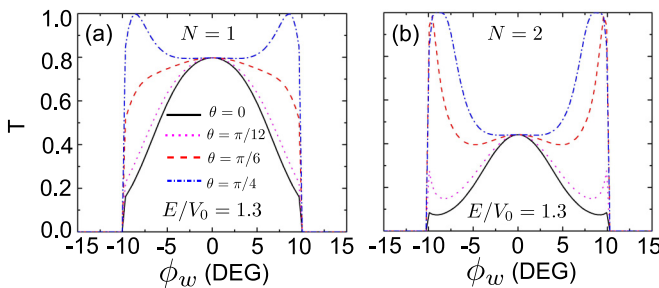 (a) N = 1
(b) N = 2
1.0
0.8
0.6
0.4
0.2
0.0
T
θ = 0
θ = π/12
θ = π/6
θ = π/4
E/V₀ = 1.3
E/V₀ = 1.3
-15 -10 -5 0 5 10 15
-15 -10 -5 0 5 10 15
ϕ_w (DEG)
ϕ_w (DEG)